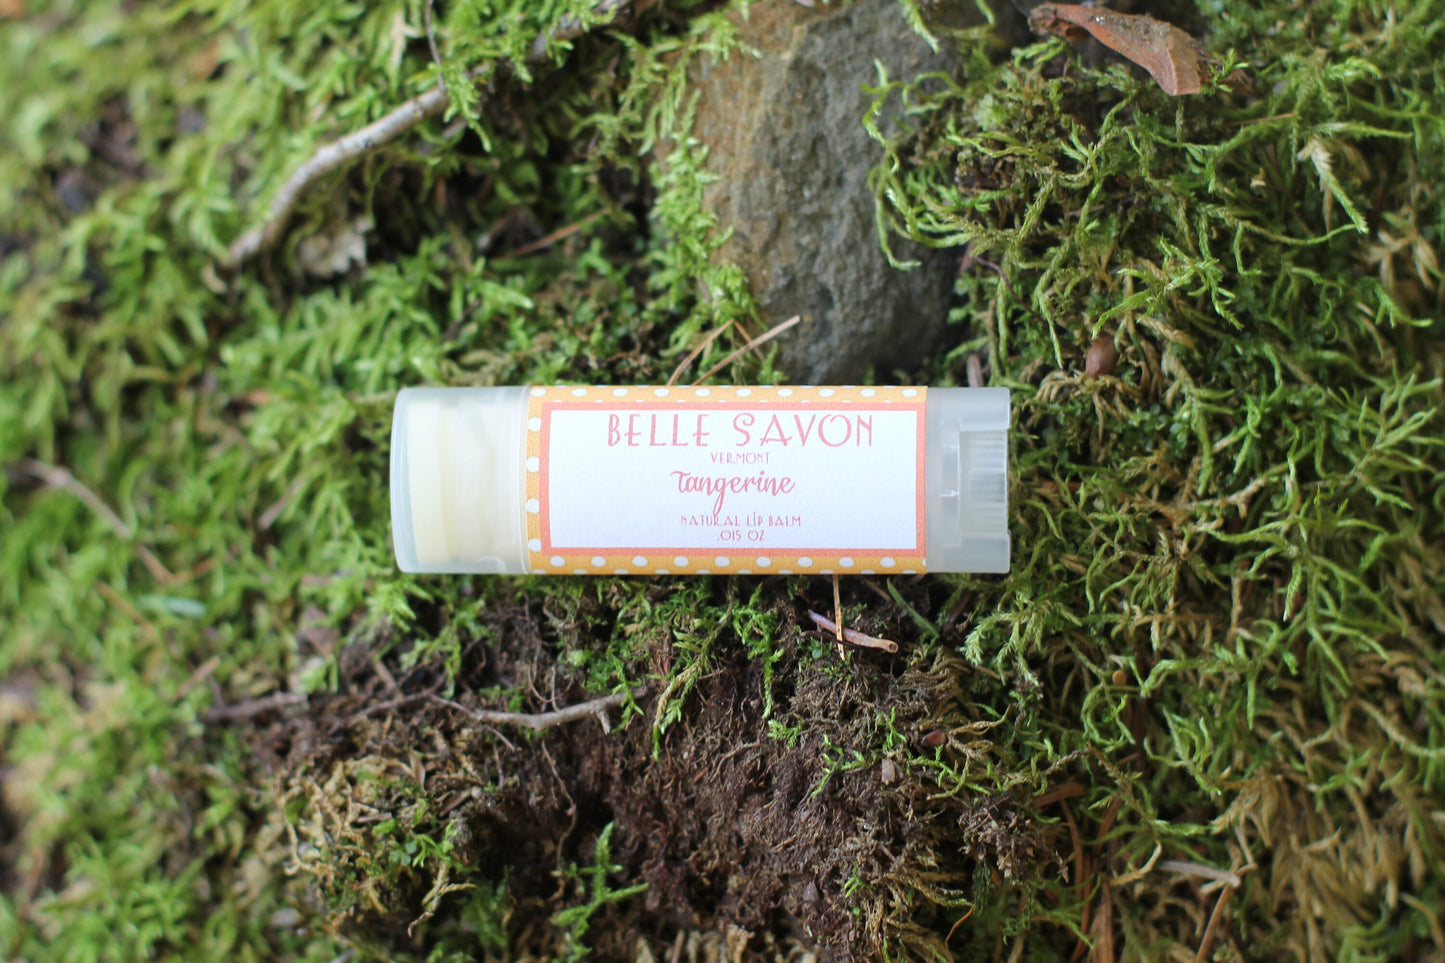 BELLE SAVON
VERMONT
Tangerine
NATURAL LIP BALM
.015 OZ